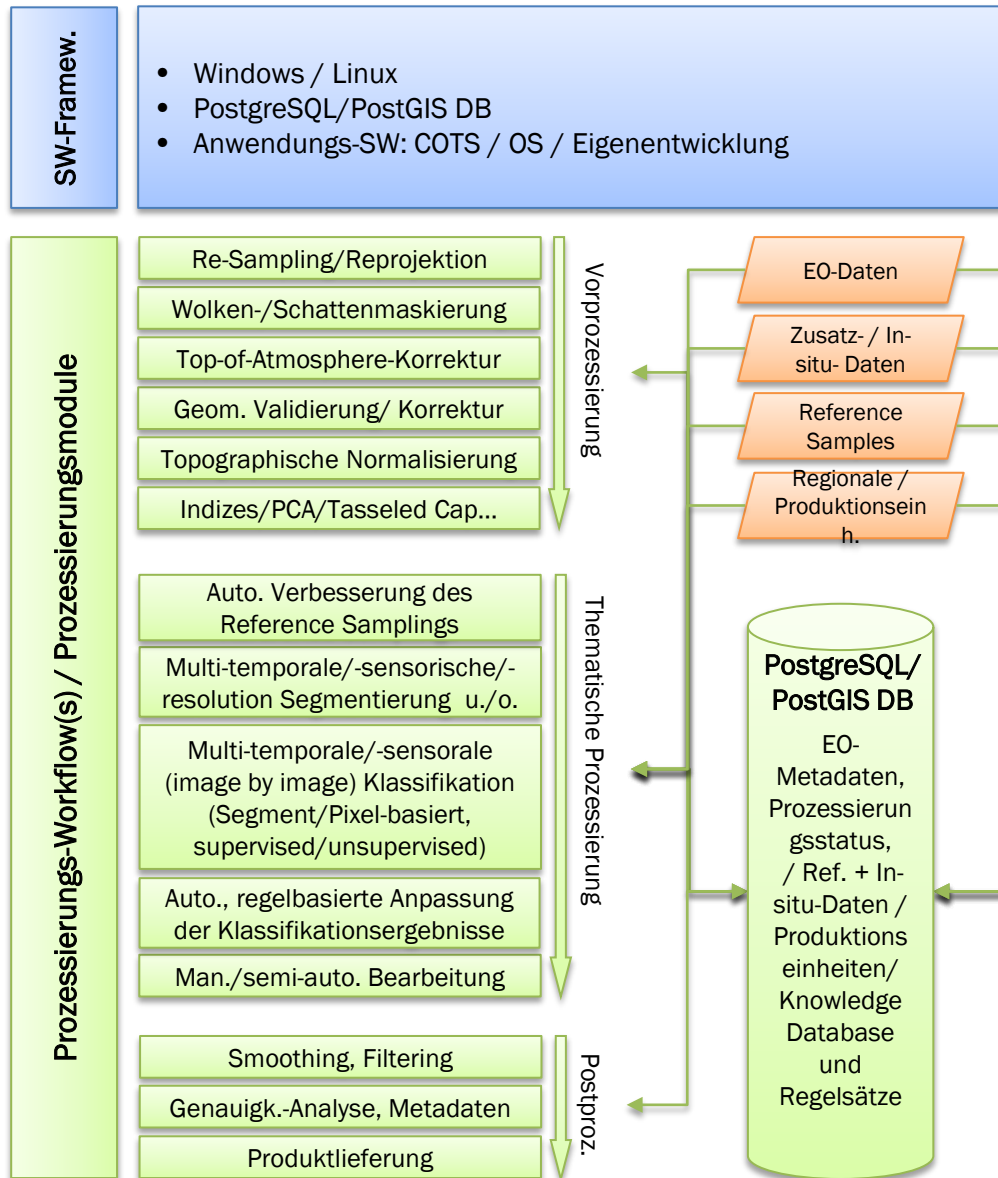 SW-Framew.
• Windows / Linux
• PostgreSQL/PostGIS DB
• Anwendungs-SW: COTS / OS / Eigenentwicklung
Prozessierungs-Workflow(s) / Prozessierungsmodule
Re-Sampling/Reprojektion
Wolken-/Schattenmaskierung
Top-of-Atmosphere-Korrektur
Geom. Validierung/ Korrektur
Topographische Normalisierung
Indizes/PCA/Tasseled Cap...
Vorprozessierung
Auto. Verbesserung des
Reference Samplings
Multi-temporale/-sensorische/-
resolution Segmentierung u./o.
Multi-temporale/-sensorale
(image by image) Klassifikation
(Segment/Pixel-basiert,
supervised/unsupervised)
Auto., regelbasierte Anpassung
der Klassifikationsergebnisse
Man./semi-auto. Bearbeitung
Thematische Prozessierung
Smoothing, Filtering
Genauigk.-Analyse, Metadaten
Produktlieferung
Postproz.
EO-Daten
Zusatz- / In-
situ- Daten
Reference
Samples
Regionale /
Produktionsein
h.
PostgreSQL/
PostGIS DB
EO-
Metadaten,
Prozessierun
gsstatus,
/ Ref. + In-
situ-Daten /
Produktions
einheiten/
Knowledge
Database
und
Regelsätze